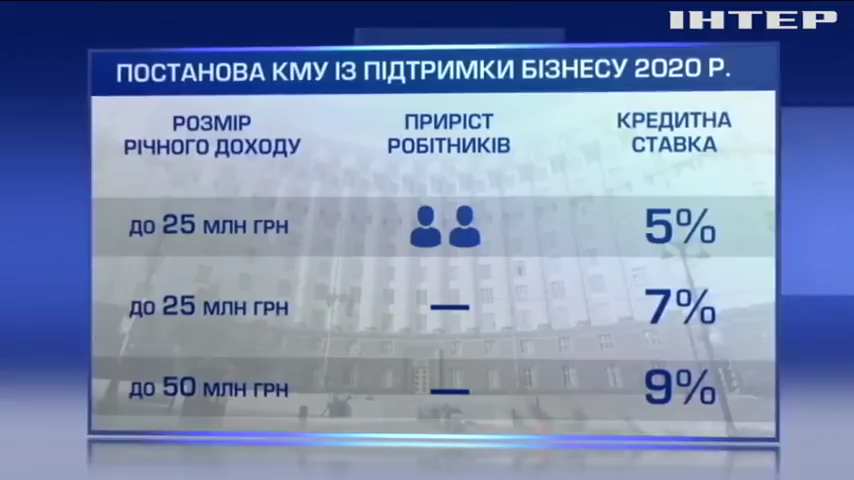 ІНТЕР
ПОСТАНОВА КМУ ІЗ ПІДТРИМКИ БІЗНЕСУ 2020 Р.
РОЗМІР РІЧНОГО ДОХОДУ
ПРИРІСТ РОБІТНИКІВ
КРЕДИТНА СТАВКА
ДО 25 МЛН ГРН 5%
ДО 25 МЛН ГРН — 7%
ДО 50 МЛН ГРН — 9%